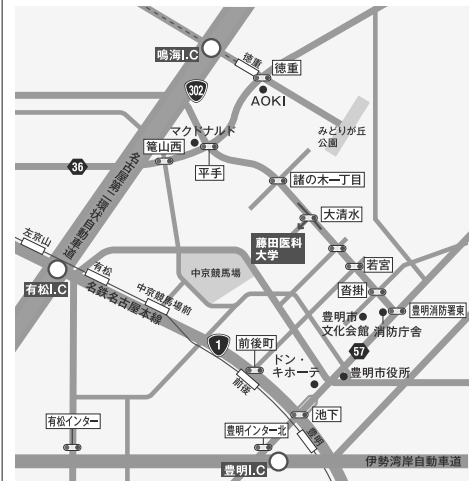 鳴海I.C
徳重
徳重
302
AOKI
マクドナルド
みどりが丘
公園
篭山西
36
平手
諸の木一丁目
名古屋第二環状自動車道
大清水
左京山
藤田医科
大学
有松
中京競馬場
若宮
有松I.C
中京競馬場前
沓掛
名鉄名古屋本線
豊明消防署東
豊明市
文化会館
消防庁舎
1
前後町
57
ドン・
キホーテ
豊明市役所
前後
有松インター
池下
豊明インター北
豊明
豊明I.C
伊勢湾岸自動車道